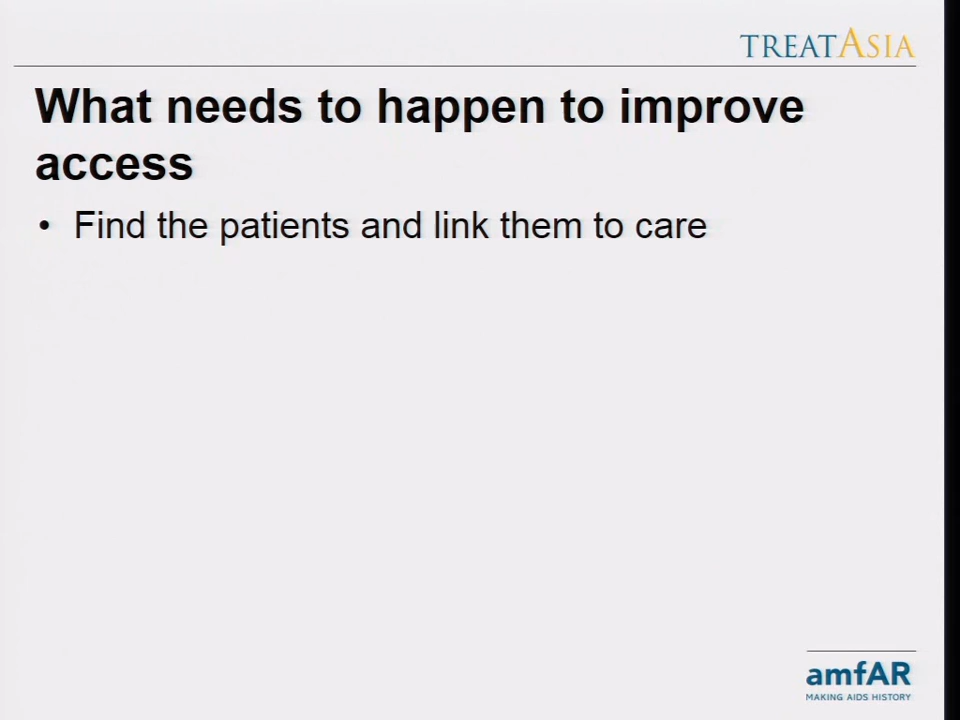 TREATASIA
What needs to happen to improve
access
• Find the patients and link them to care
amfAR
MAKING AIDS HISTORY